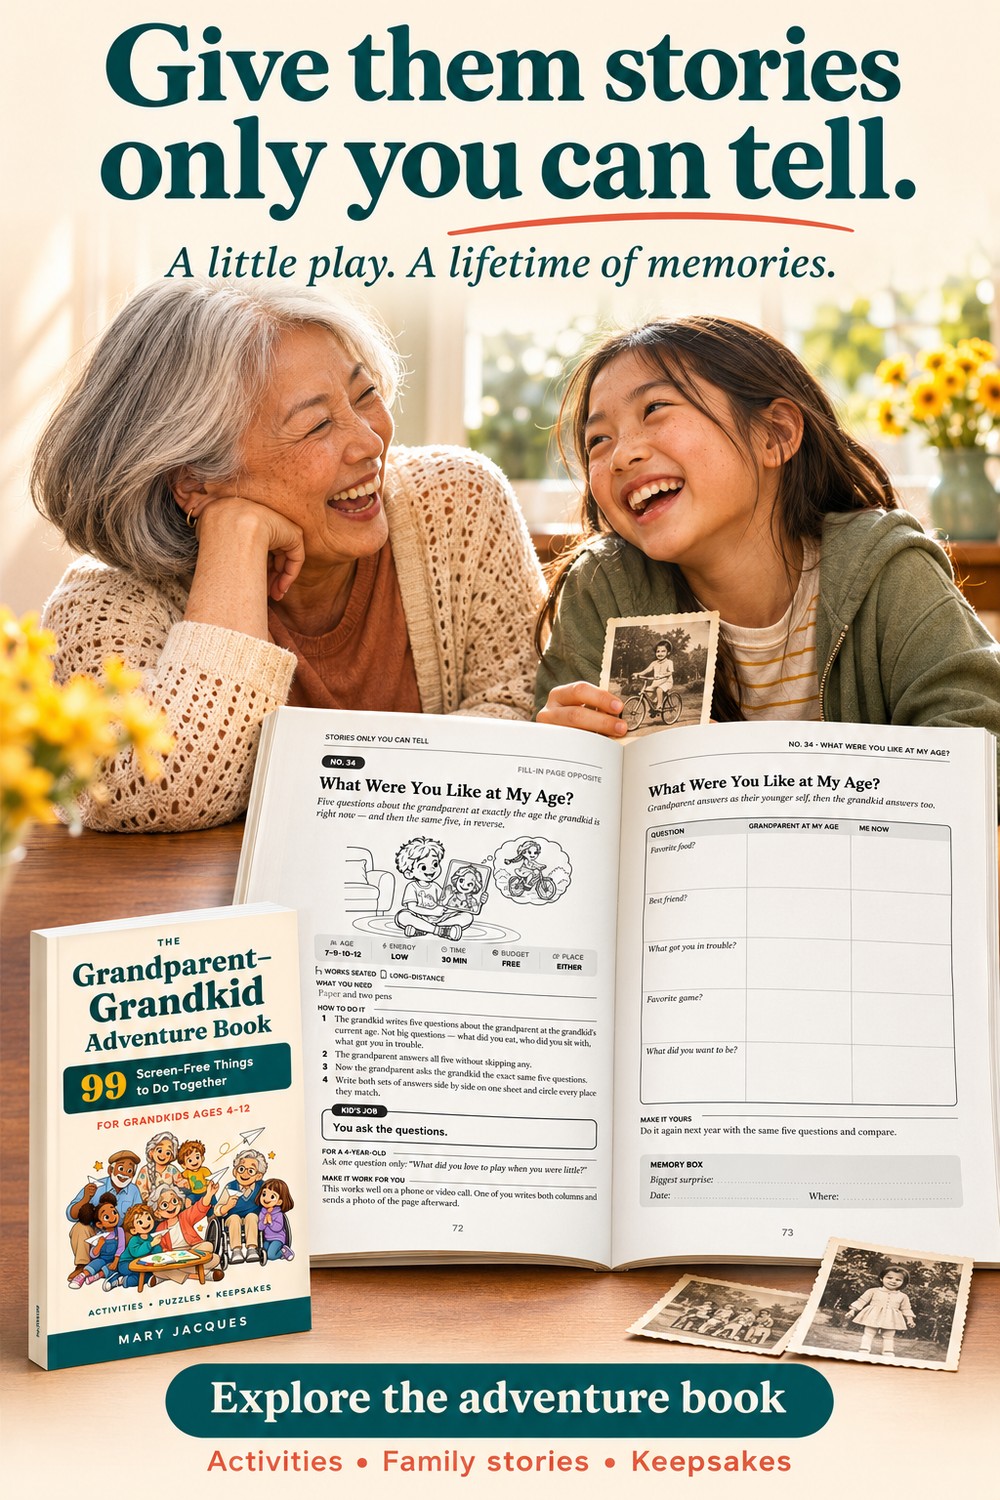 Give them stories
only you can tell.
A little play. A lifetime of memories.
STORIES ONLY YOU CAN TELL
NO. 34
FILL-IN PAGE OPPOSITE
What Were You Like at My Age?
Five questions about the grandparent at exactly the age the grandkid is
right now — and then the same five, in reverse.
AGE
7–9·10–12
ENERGY
LOW
TIME
30 MIN
BUDGET
FREE
PLACE
EITHER
WORKS SEATED LONG-DISTANCE
WHAT YOU NEED
Paper and two pens
HOW TO DO IT
1 The grandkid writes five questions about the grandparent at the grandkid's
current age. Not big questions — what did you eat, who did you sit with,
what got you in trouble.
2 The grandparent answers all five without skipping any.
3 Now the grandparent asks the grandkid the exact same five questions.
4 Write both sets of answers side by side on one sheet and circle every place
they match.
KID'S JOB
You ask the questions.
FOR A 4-YEAR-OLD
Ask one question only: "What did you love to play when you were little?"
MAKE IT WORK FOR YOU
This works well on a phone or video call. One of you writes both columns and
sends a photo of the page afterward.
72
NO. 34 · WHAT WERE YOU LIKE AT MY AGE?
What Were You Like at My Age?
Grandparent answers as their younger self, then the grandkid answers too.
QUESTION GRANDPARENT AT MY AGE ME NOW
Favorite food?
Best friend?
What got you in trouble?
Favorite game?
What did you want to be?
MAKE IT YOURS
Do it again next year with the same five questions and compare.
MEMORY BOX
Biggest surprise:
Date: Where:
73
THE
Grandparent–
Grandkid
Adventure Book
99 Screen-Free Things
to Do Together
FOR GRANDKIDS AGES 4–12
ACTIVITIES • PUZZLES • KEEPSAKES
MARY JACQUES
Explore the adventure book
Activities • Family stories • Keepsakes